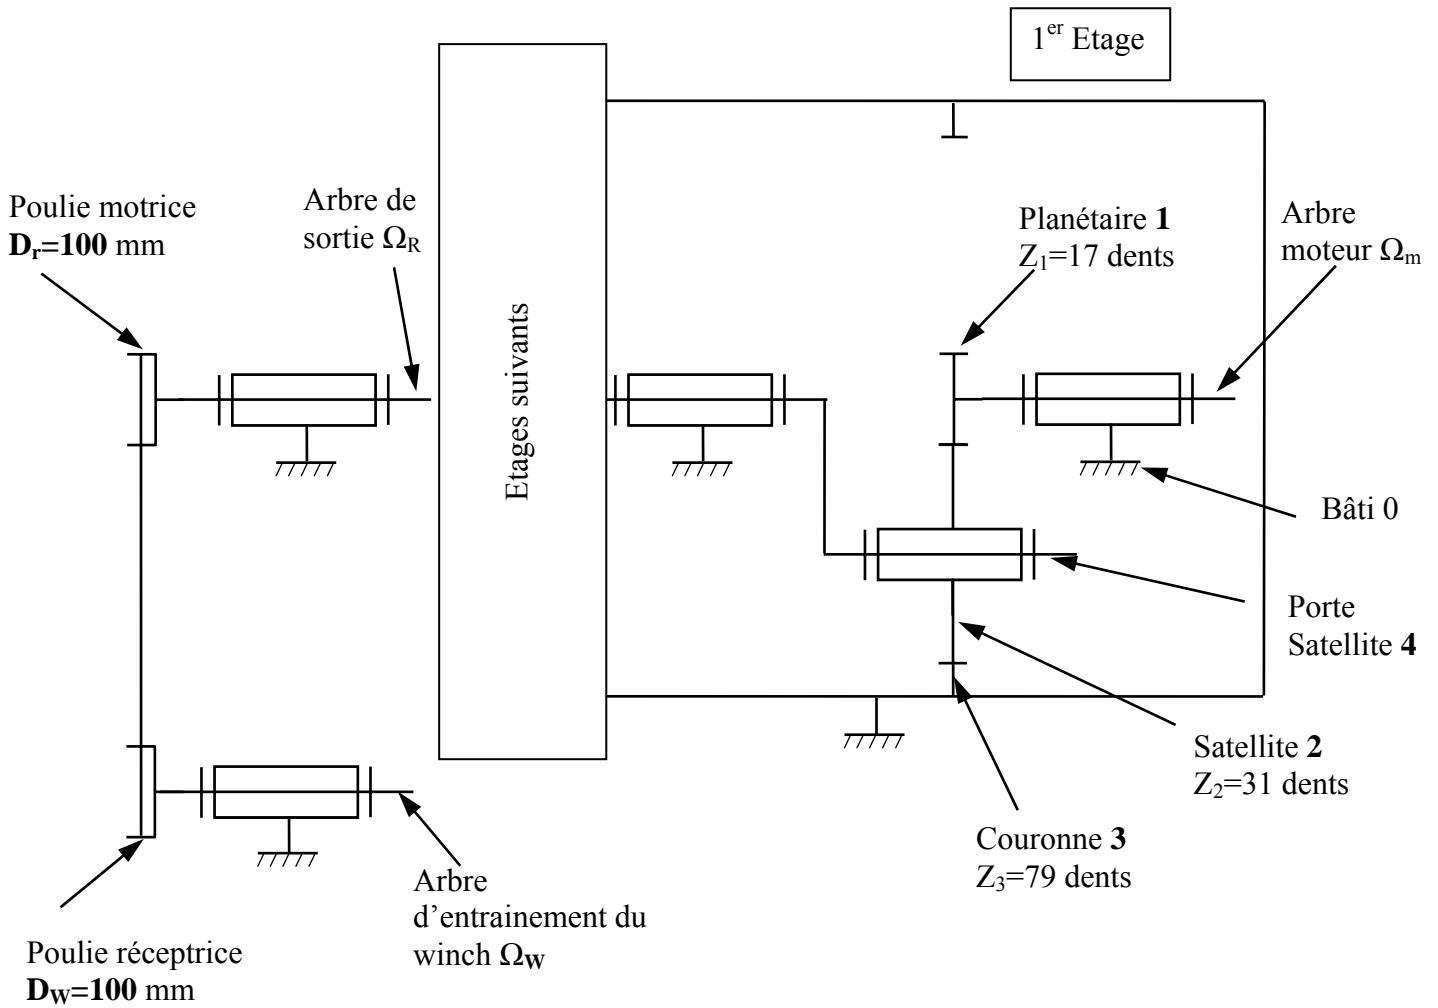 1er Etage
Poulie motrice
Dr=100 mm
Arbre de
sortie ΩR
Planétaire 1
Z1=17 dents
Arbre
moteur Ωm
Etages suivants
Bâti 0
Porte
Satellite 4
Satellite 2
Z2=31 dents
Couronne 3
Z3=79 dents
Arbre
d’entrainement du
winch ΩW
Poulie réceptrice
DW=100 mm